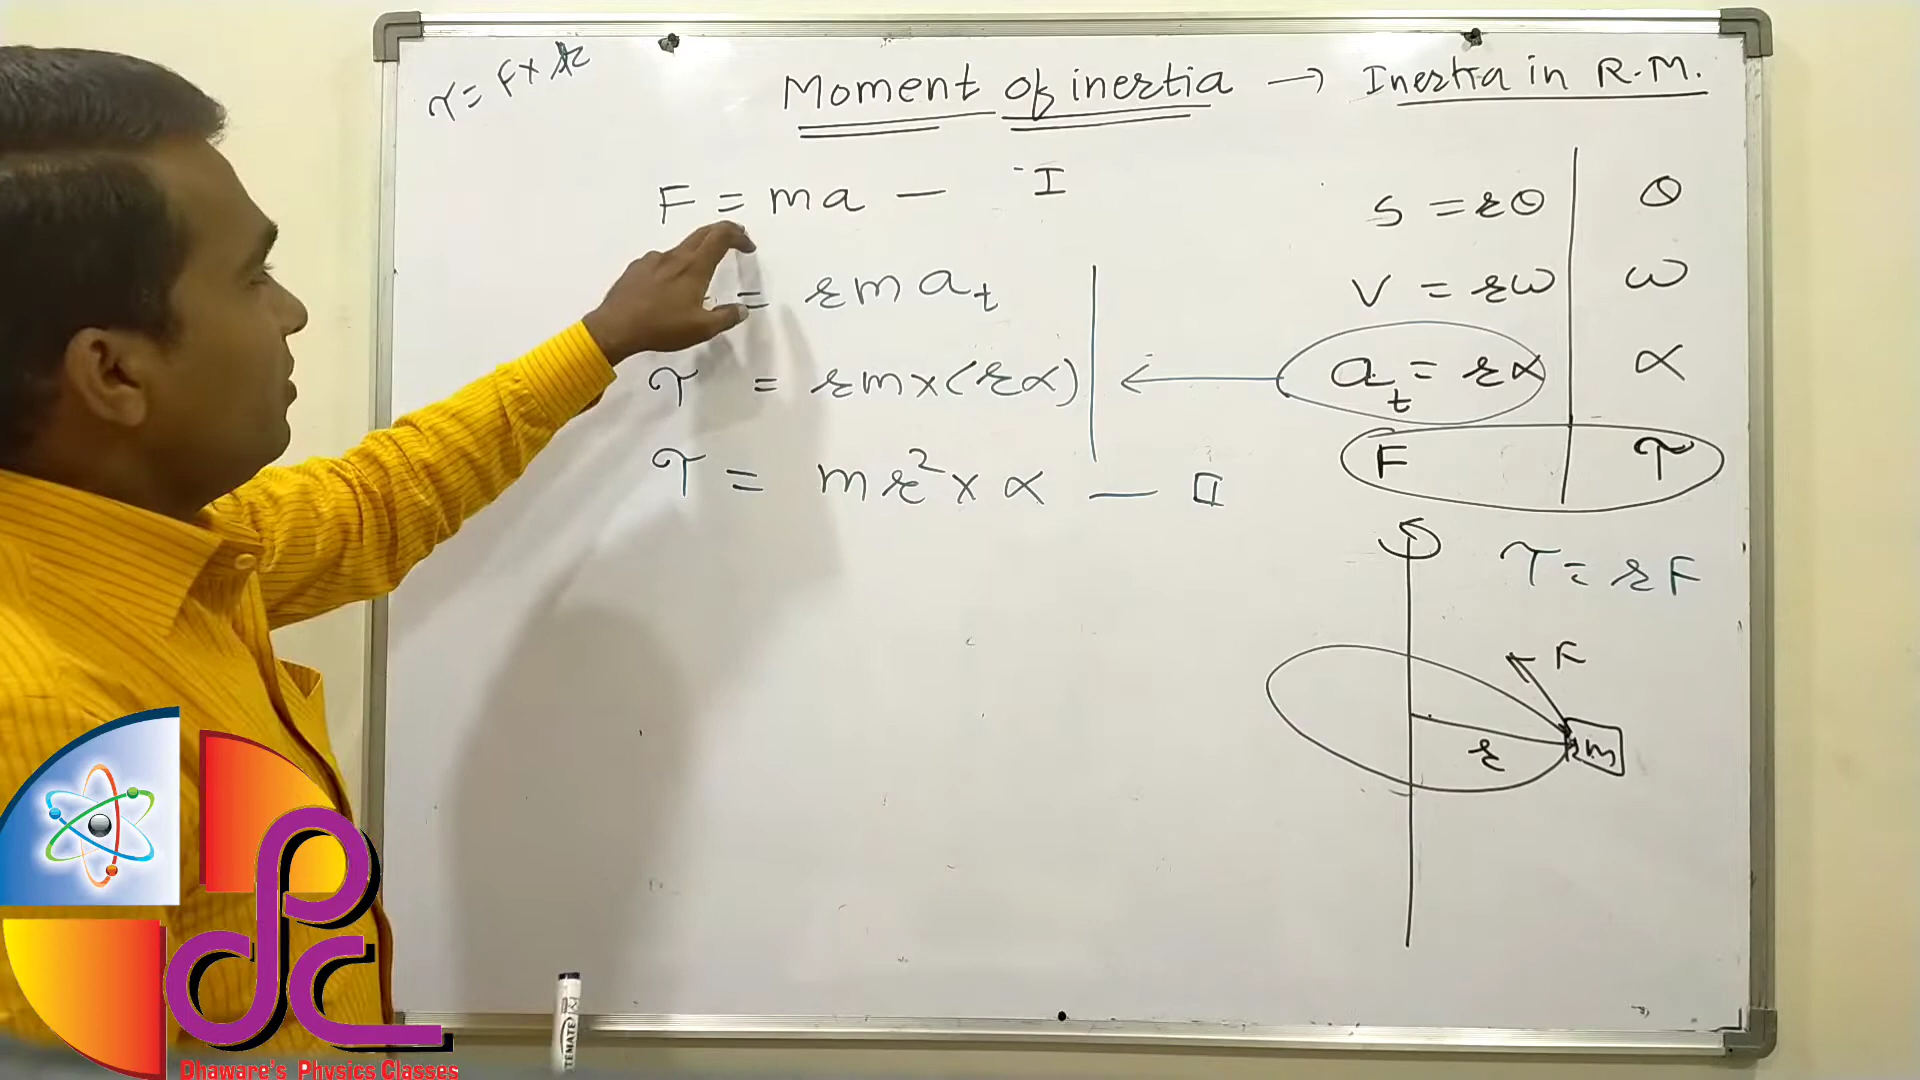 τ = F × r
Moment of inertia → Inertia in R.M.
F = ma — I
= rmaₜ
τ = rm×(rα)
τ = mr² × α — II
s = rθ | θ
v = rω | ω
aₜ = rα | α
F | τ
τ = rF
F
r
m
dpc
Dhaware's Physics Classes